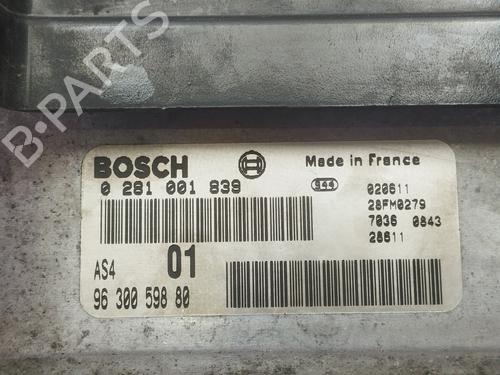 B-PARTS
BOSCH
Made in France
0 281 001 839
944
020611
28FM0279
7036 0843
28611
AS4 01
96 300 598 80